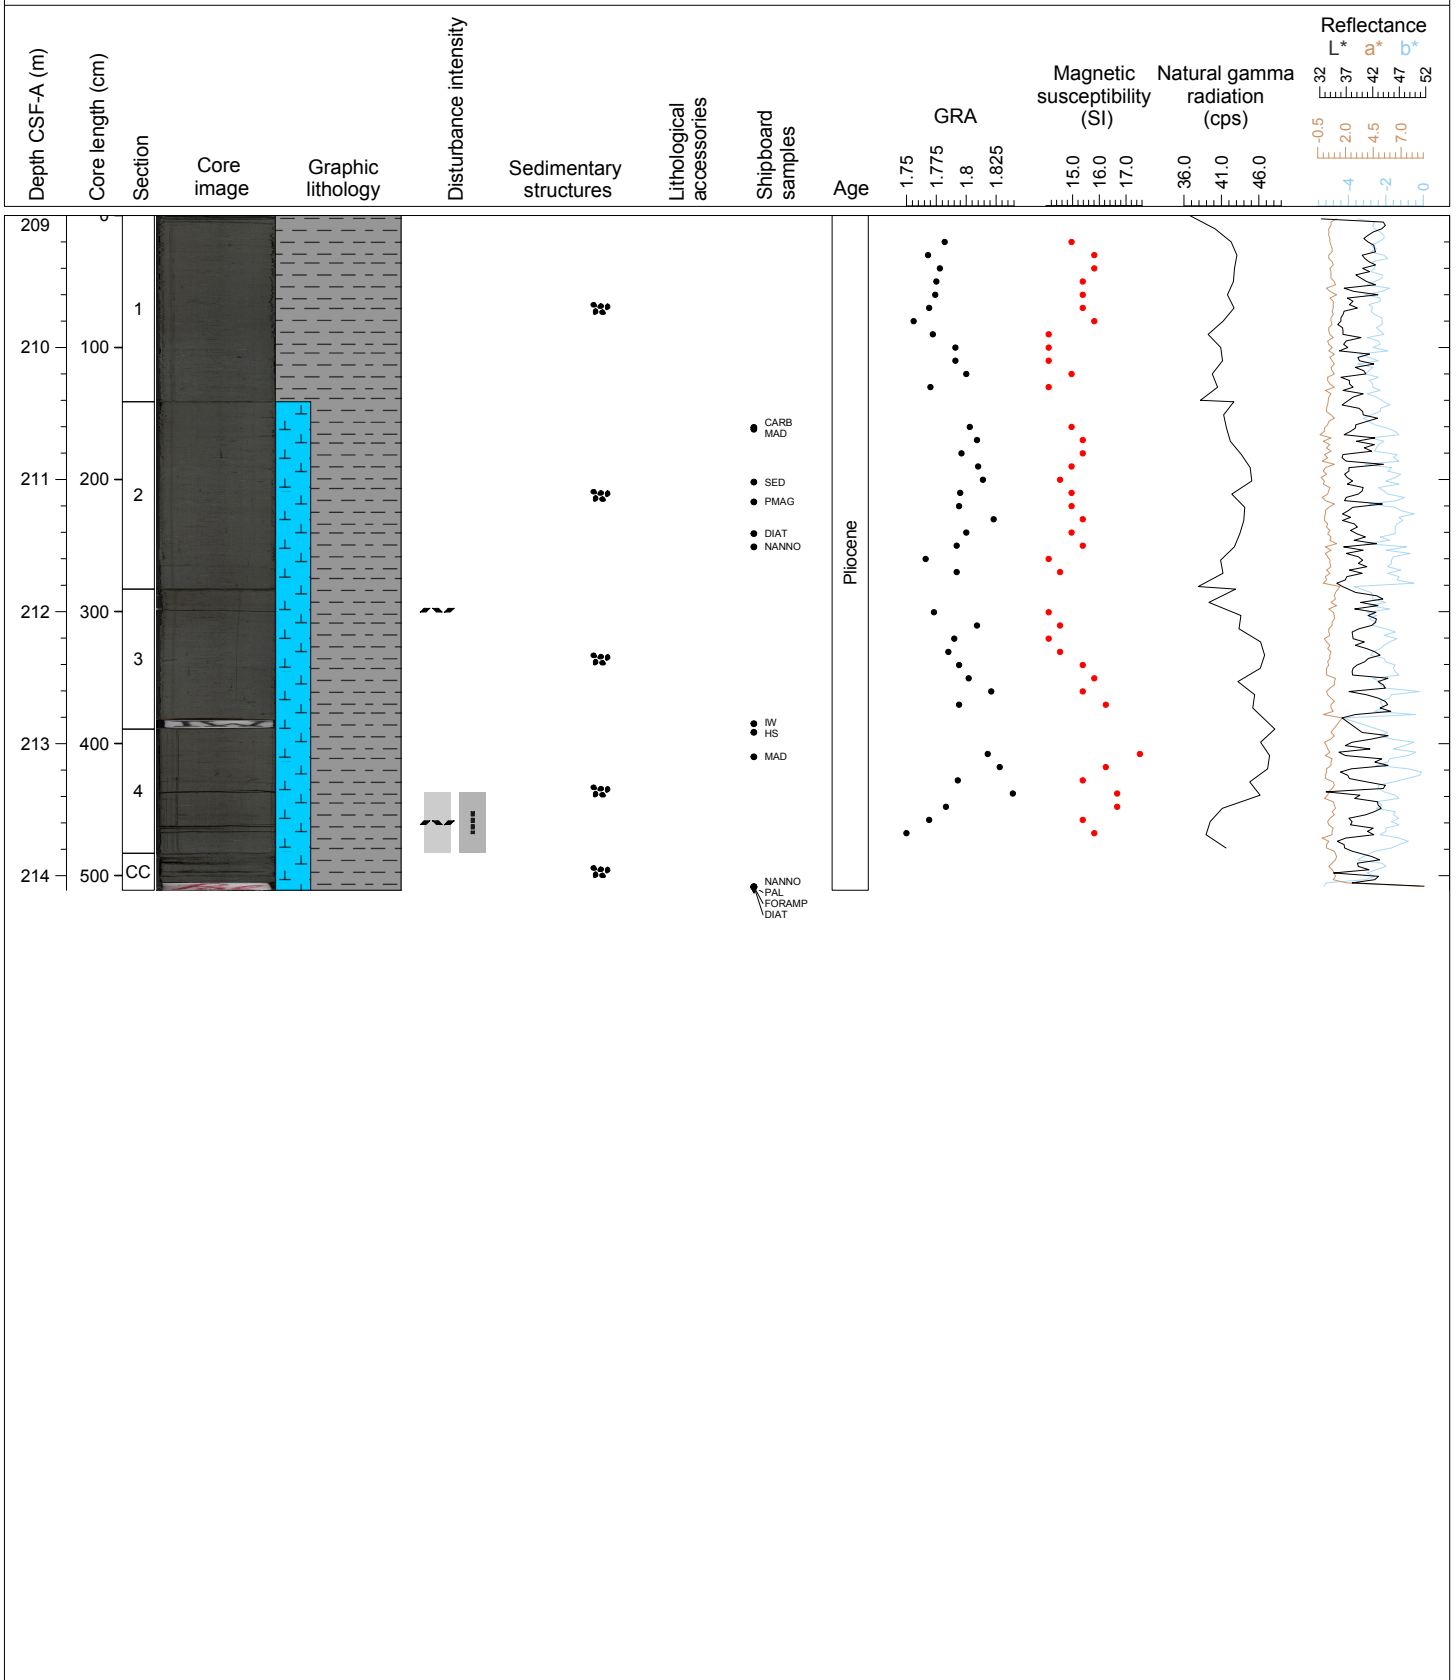 Depth CSF-A (m)
Core length (cm)
Section
Core
image
Graphic
lithology
Disturbance intensity
Sedimentary
structures
Lithological
accessories
Shipboard
samples
Age
GRA
1.75
1.775
1.8
1.825
Magnetic
susceptibility
(SI)
15.0
16.0
17.0
Natural gamma
radiation
(cps)
36.0
41.0
46.0
Reflectance
L* a* b*
32
37
42
47
52
-0.5
2.0
4.5
7.0
-4
-2
0
209
210
211
212
213
214
0
100
200
300
400
500
1
2
3
4
CC
CARB
MAD
SED
PMAG
DIAT
NANNO
IW
HS
MAD
NANNO
PAL
FORAMP
DIAT
Pliocene